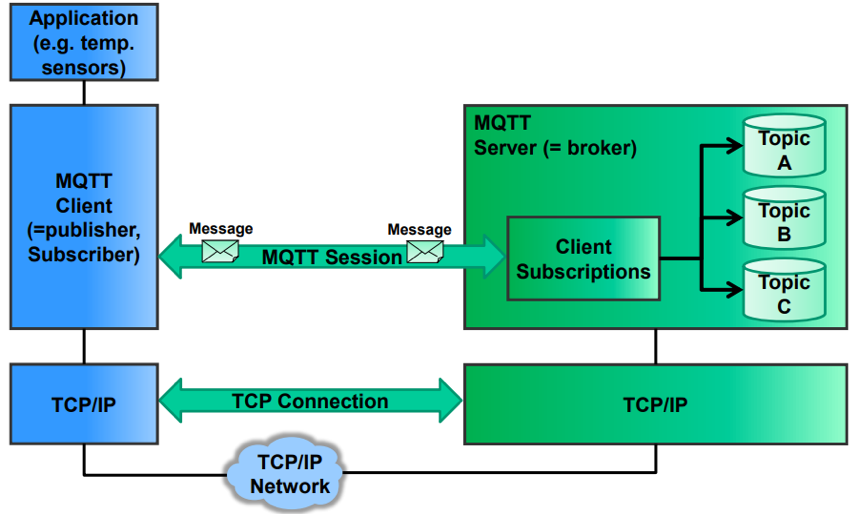 Application
(e.g. temp.
sensors)
MQTT
Client
(=publisher,
Subscriber)
Message
Message
MQTT Session
MQTT
Server (= broker)
Client
Subscriptions
Topic
A
Topic
B
Topic
C
TCP/IP
TCP Connection
TCP/IP
TCP/IP
Network